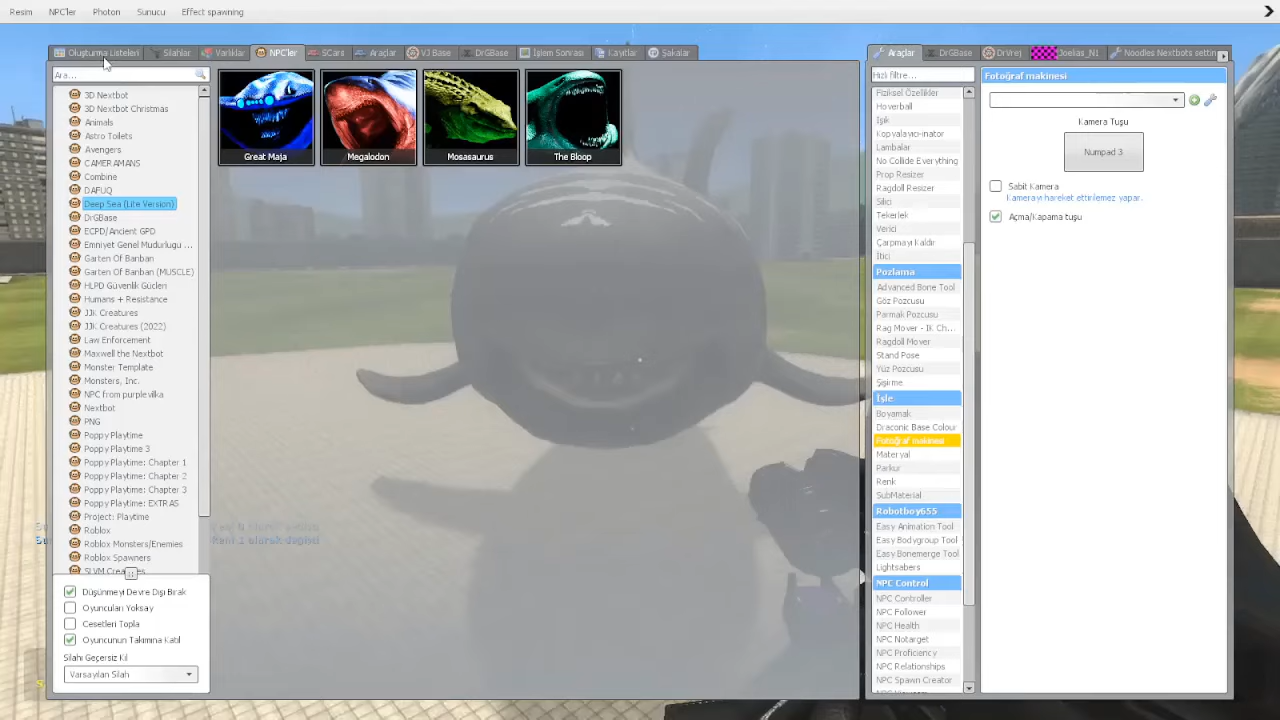 Resim NPC'ler Sunucu Effect spawning
Oluşturma Listeleri Silahlar Varlıklar NPC'ler SCars Araçlar VJ Base DrGBase İşlem Sonrası Kayıtlar Şakalar
Araçlar DrGBase DrVrej Joelias_N1 Noodles Nextbots settin
Ara...
3D Nextbot
3D Nextbot Christmas
Animals
Astro Toilets
Avengers
CAMERAMANS
Combine
DAFUQ
Deep Sea (Lite Version)
DrGBase
ECPD/Ancient GPD
Emniyet Genel Mudurlugu ...
Garten Of Banban
Garten Of Banban (MUSCLE)
HLPD Güvenlik Güçleri
Humans + Resistance
JJk Creatures
JJk Creatures (2022)
Law Enforcement
Maxwell the Nextbot
Monster Template
Monsters, Inc.
NPC from purplevilka
Nextbot
PNG
Poppy Playtime
Poppy Playtime 3
Poppy Playtime: Chapter 1
Poppy Playtime: Chapter 2
Poppy Playtime: Chapter 3
Poppy Playtime: EXTRAS
Project: Playtime
Roblox
Roblox Monsters/Enemies
Roblox Spawners
Düşünmeyi Devre Dışı Bırak
Oyuncuları Yoksay
Cesetleri Topla
Oyuncunun Takımına Katıl
Silahı Geçersiz Kıl
Varsayılan Silah
Great Maja
Megalodon
Mosasaurus
The Bloop
Hızlı filtre...
Fiziksel Özellikler
Hoverball
Işık
Kopyalayıcı-inator
Lambalar
No Collide Everything
Prop Resizer
Ragdoll Resizer
Silici
Tekerlek
Verici
Çarpmayı Kaldır
İtici
Pozlama
Advanced Bone Tool
Göz Pozcusu
Parmak Pozcusu
Rag Mover - IK Ch...
Ragdoll Mover
Stand Pose
Yüz Pozcusu
Şişirme
İşle
Boyamak
Draconic Base Colour
Fotoğraf makinesi
Materyal
Parkur
Renk
SubMaterial
Robotboy655
Easy Animation Tool
Easy Bodygroup Tool
Easy Bonemerge Tool
Lightsabers
NPC Control
NPC Controller
NPC Follower
NPC Health
NPC Notarget
NPC Proficiency
NPC Relationships
NPC Spawn Creator
Fotoğraf makinesi
Kamera Tuşu
Numpad 3
Sabit Kamera
Kamerayı hareket ettirilemez yapar.
Açma/Kapama tuşu